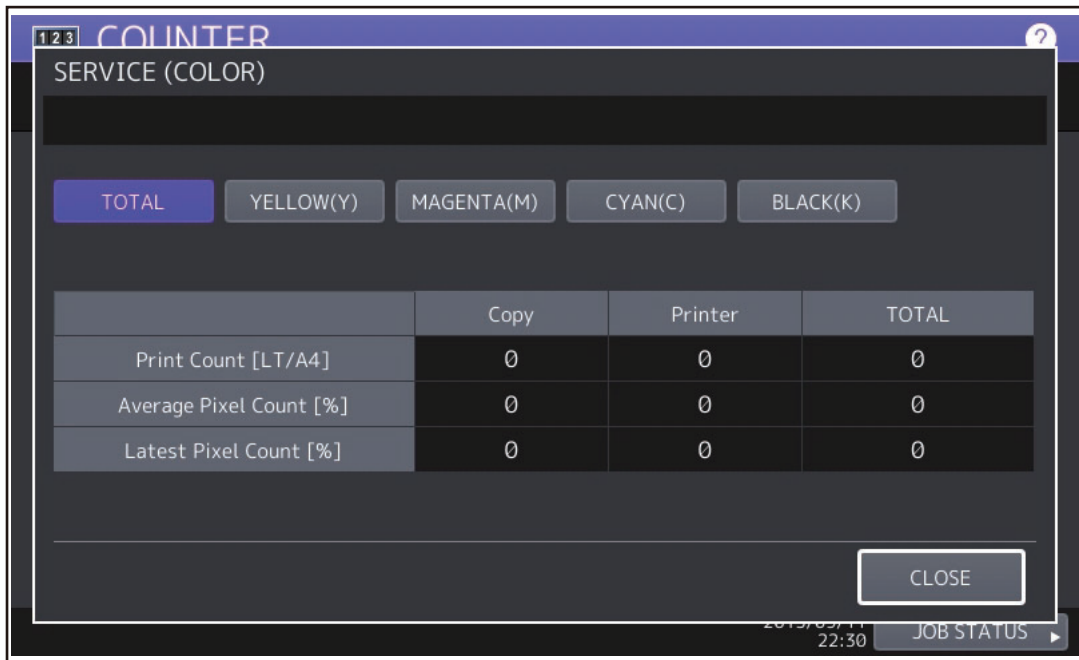 123 COUNTER ?
SERVICE (COLOR)
TOTAL YELLOW(Y) MAGENTA(M) CYAN(C) BLACK(K)
Copy Printer TOTAL
Print Count [LT/A4] 0 0 0
Average Pixel Count [%] 0 0 0
Latest Pixel Count [%] 0 0 0
CLOSE
22:30 JOB STATUS